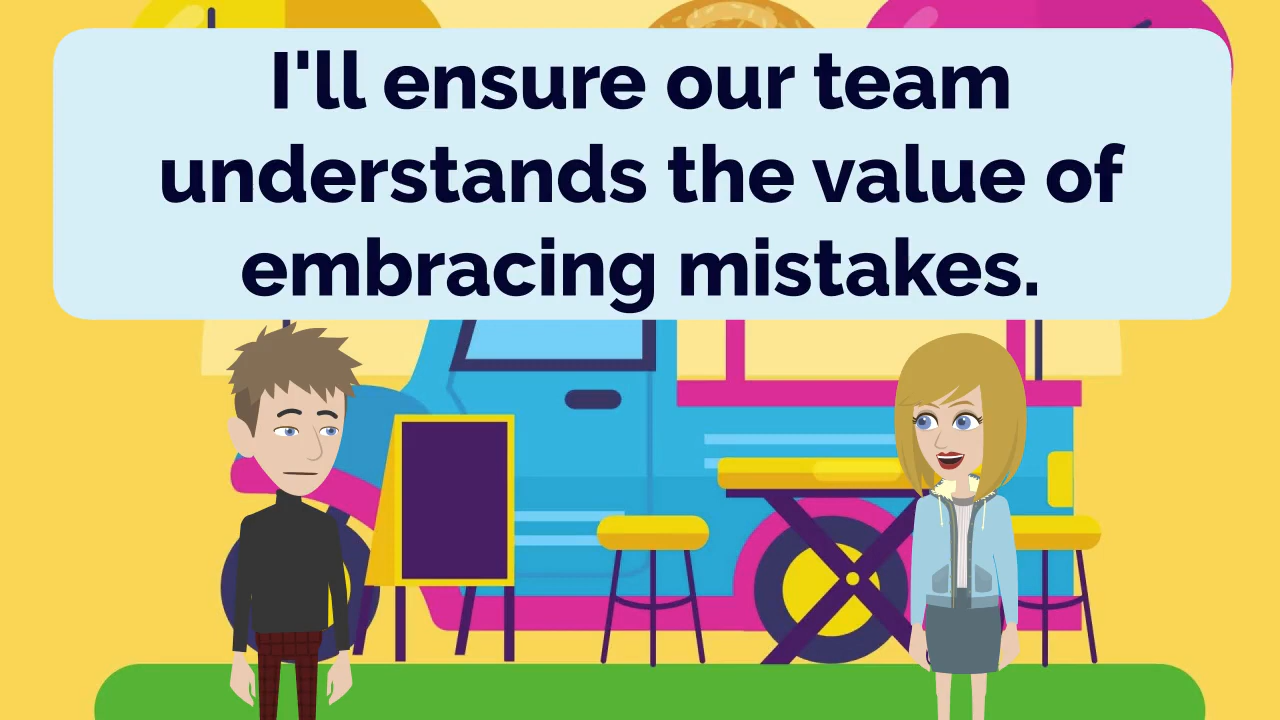 I'll ensure our team
understands the value of
embracing mistakes.